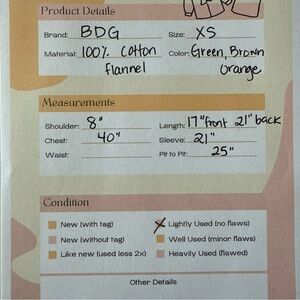 Product Details
Brand: BDG Size: XS
Material: 100% Cotton Color: Green, Brown
flannel orange
Measurements
Shoulder: 8" Length: 17" front 21" back
Chest: 40" Sleeve: 21"
Waist: Pit to Pit: 25"
Condition
New (with tag) Lightly Used (no flaws)
New (without tag) Well Used (minor flaws)
Like new (used less 2x) Heavily Used (flawed)
Other Details